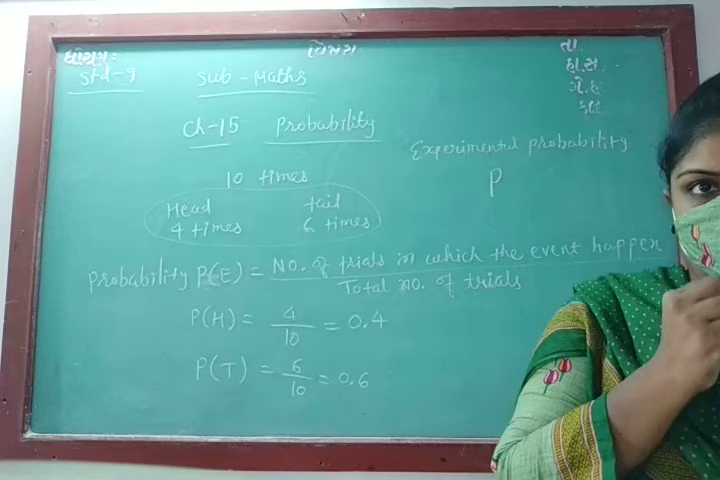 ધોરણ: વિષય તા
Std-9 Sub - Maths હા.સ.
ગે.હા
કુલ
Ch-15 Probability
Experimental probability
P
10 times
Head tail
4 times 6 times
Probability P(E) = No. of trials in which the event happen
Total no. of trials
P(H) = 4/10 = 0.4
P(T) = 6/10 = 0.6